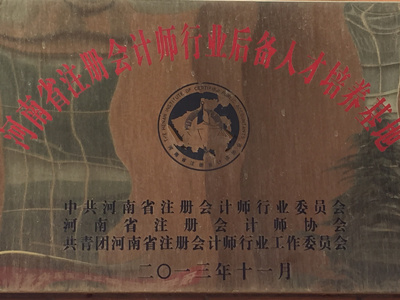 河南省注册会计师行业后备人才培养基地
中共河南省注册会计师行业委员会
河南省注册会计师协会
共青团河南省注册会计师行业工作委员会
二〇一三年十一月